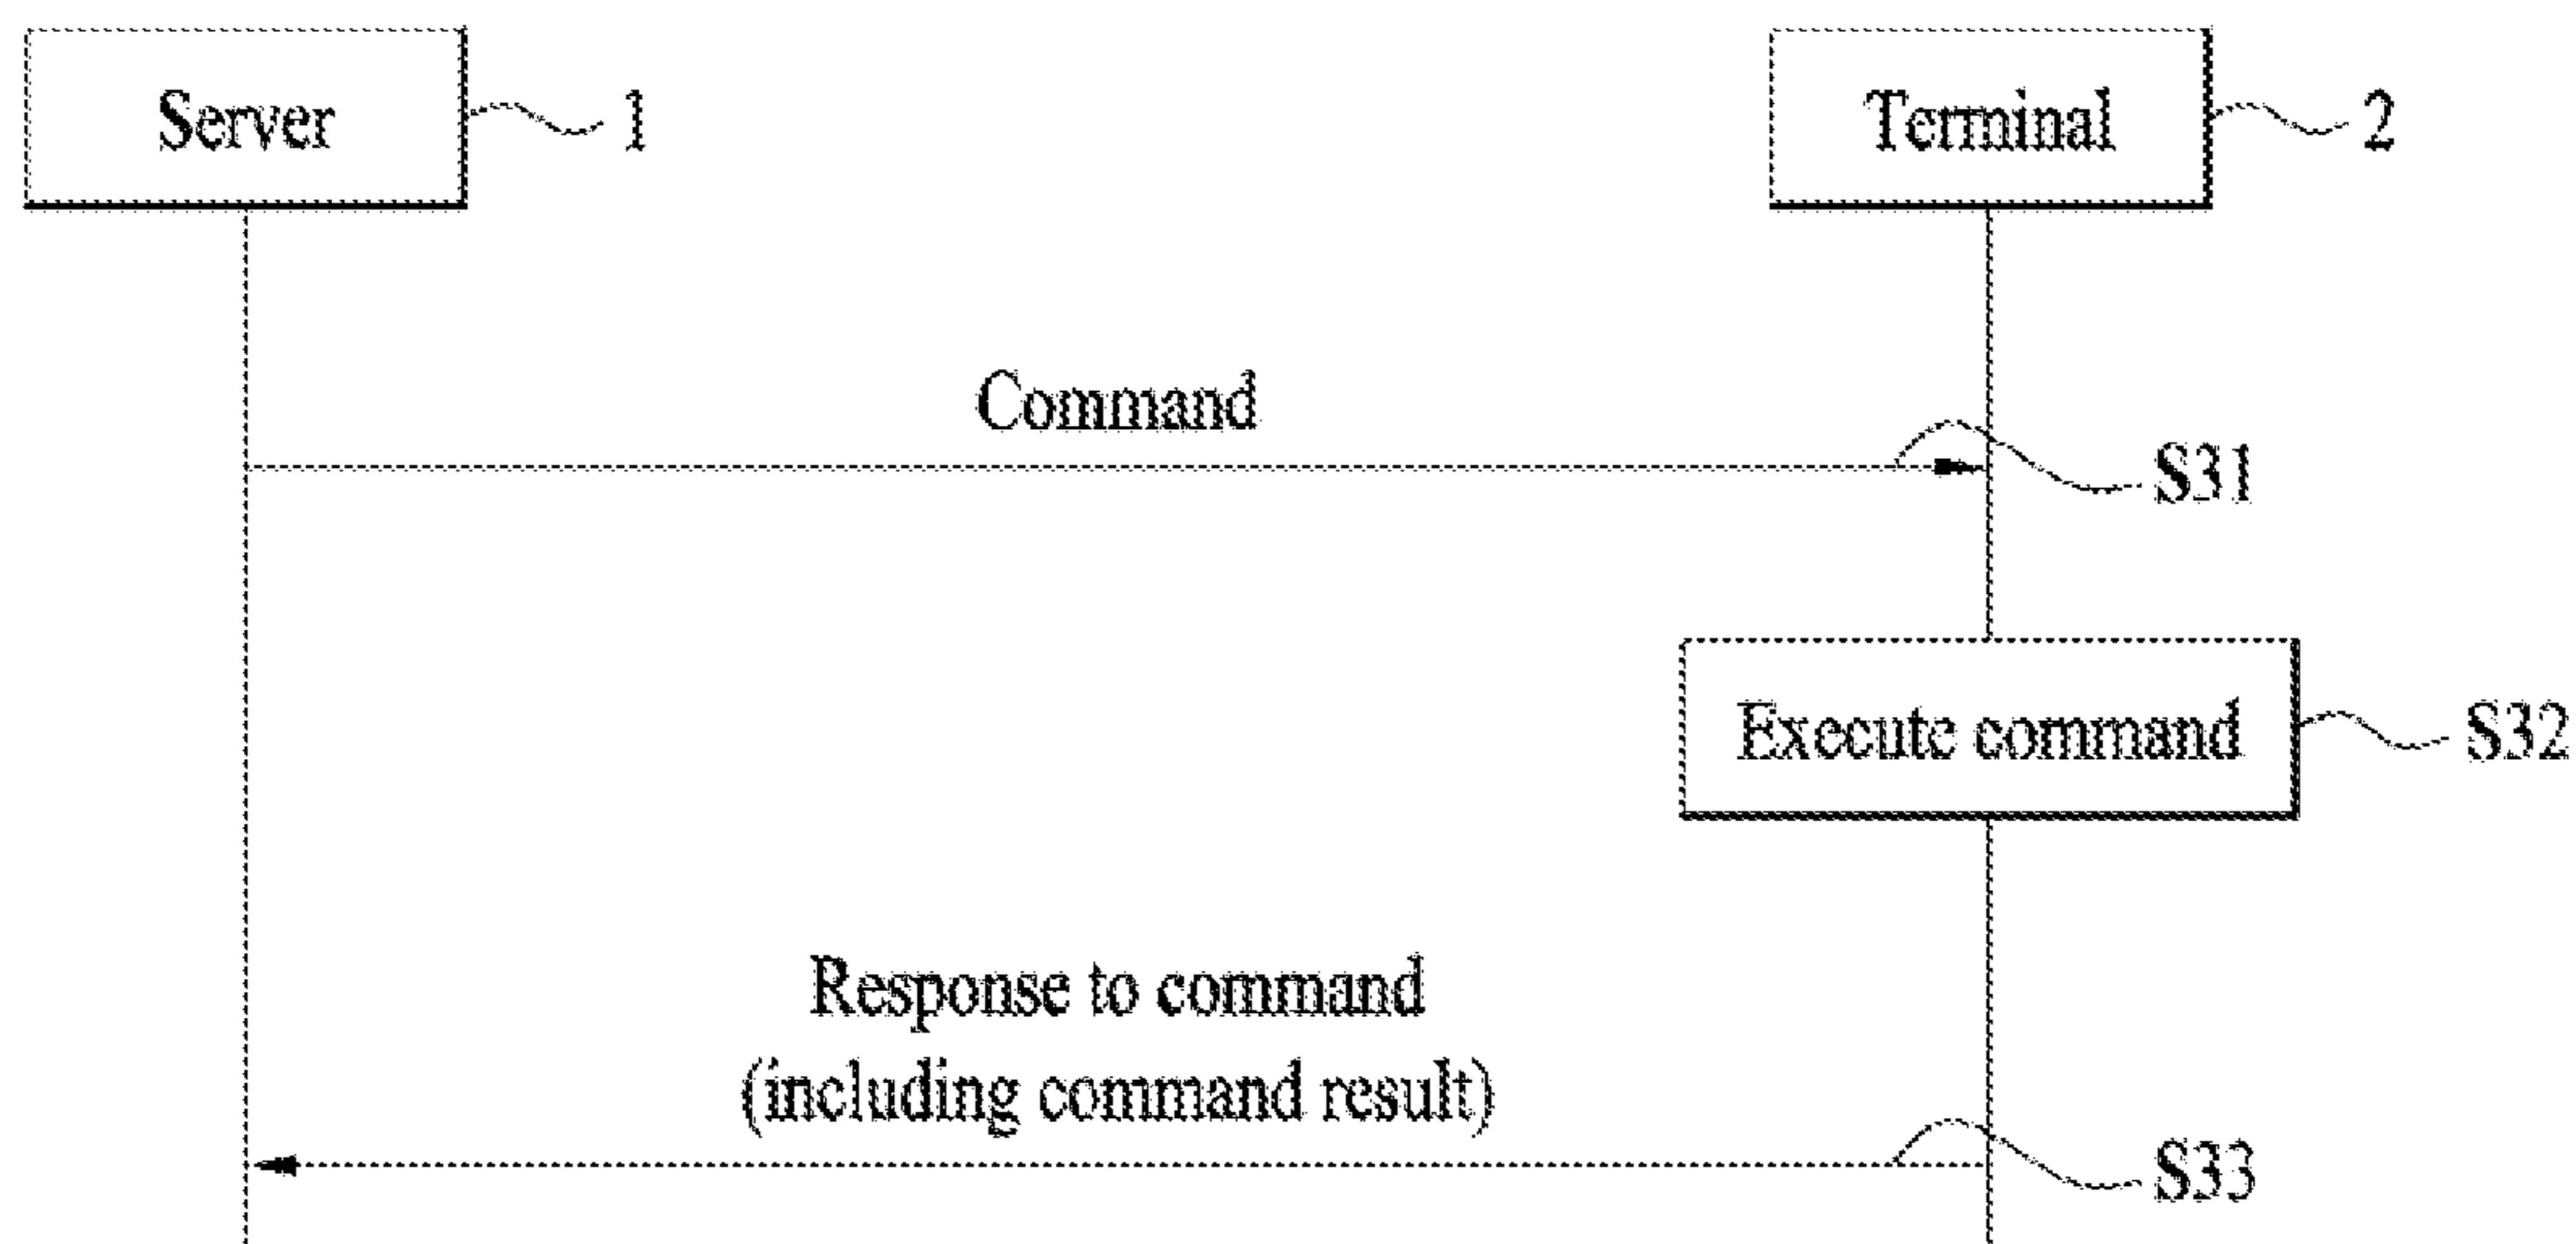 Server
1
Terminal
2
Command
S31
Execute command
S32
Response to command
(including command result)
S33